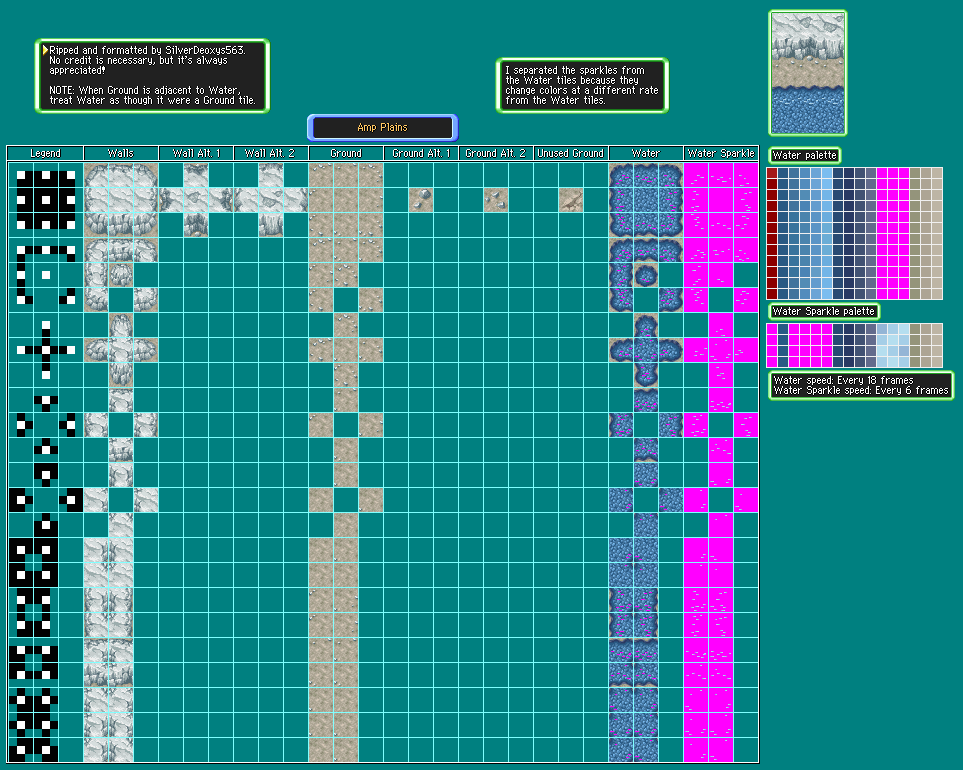 Ripped and formatted by SilverDeoxys563.
No credit is necessary, but it's always
appreciated!
NOTE: When Ground is adjacent to Water,
treat Water as though it were a Ground tile.
I separated the sparkles from
the Water tiles because they
change colors at a different rate
from the Water tiles.
Amp Plains
Legend Walls Wall Alt. 1 Wall Alt. 2 Ground Ground Alt. 1 Ground Alt. 2 Unused Ground Water Water Sparkle
Water palette
Water Sparkle palette
Water speed: Every 18 frames
Water Sparkle speed: Every 6 frames